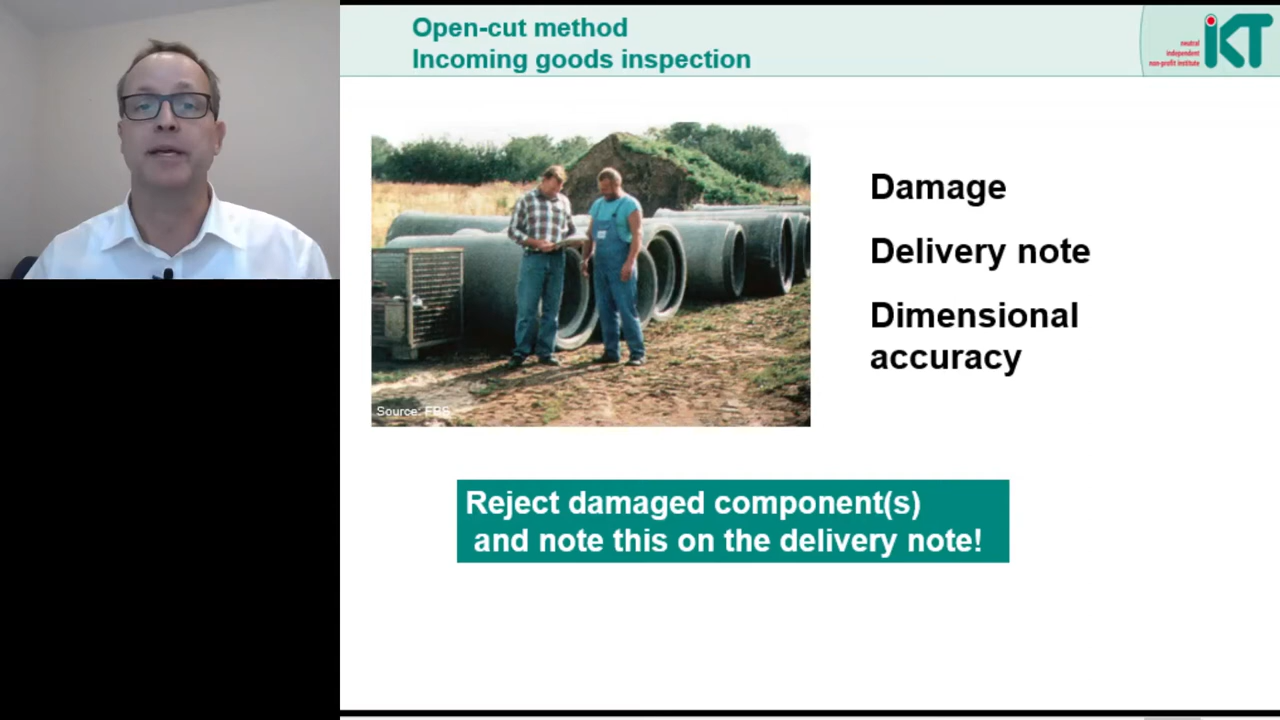 Open-cut method
Incoming goods inspection
neutral
independent
non-profit institute
iKT
Damage
Delivery note
Dimensional
accuracy
Source: FBS
Reject damaged component(s)
and note this on the delivery note!